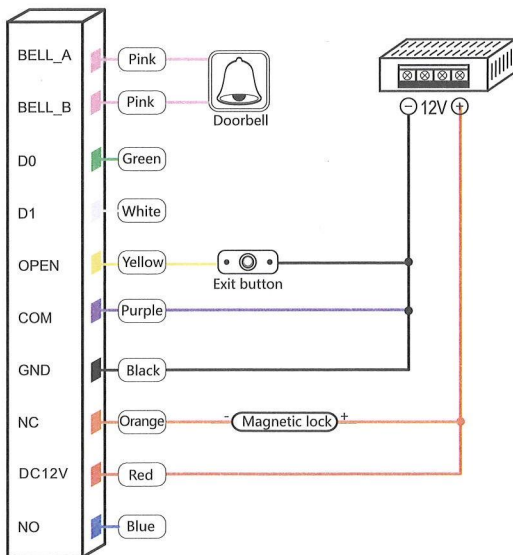 BELL_A
Pink
BELL_B
Pink
Doorbell
− 12V +
D0
Green
D1
White
OPEN
Yellow
Exit button
COM
Purple
GND
Black
NC
Orange
- Magnetic lock +
DC12V
Red
NO
Blue